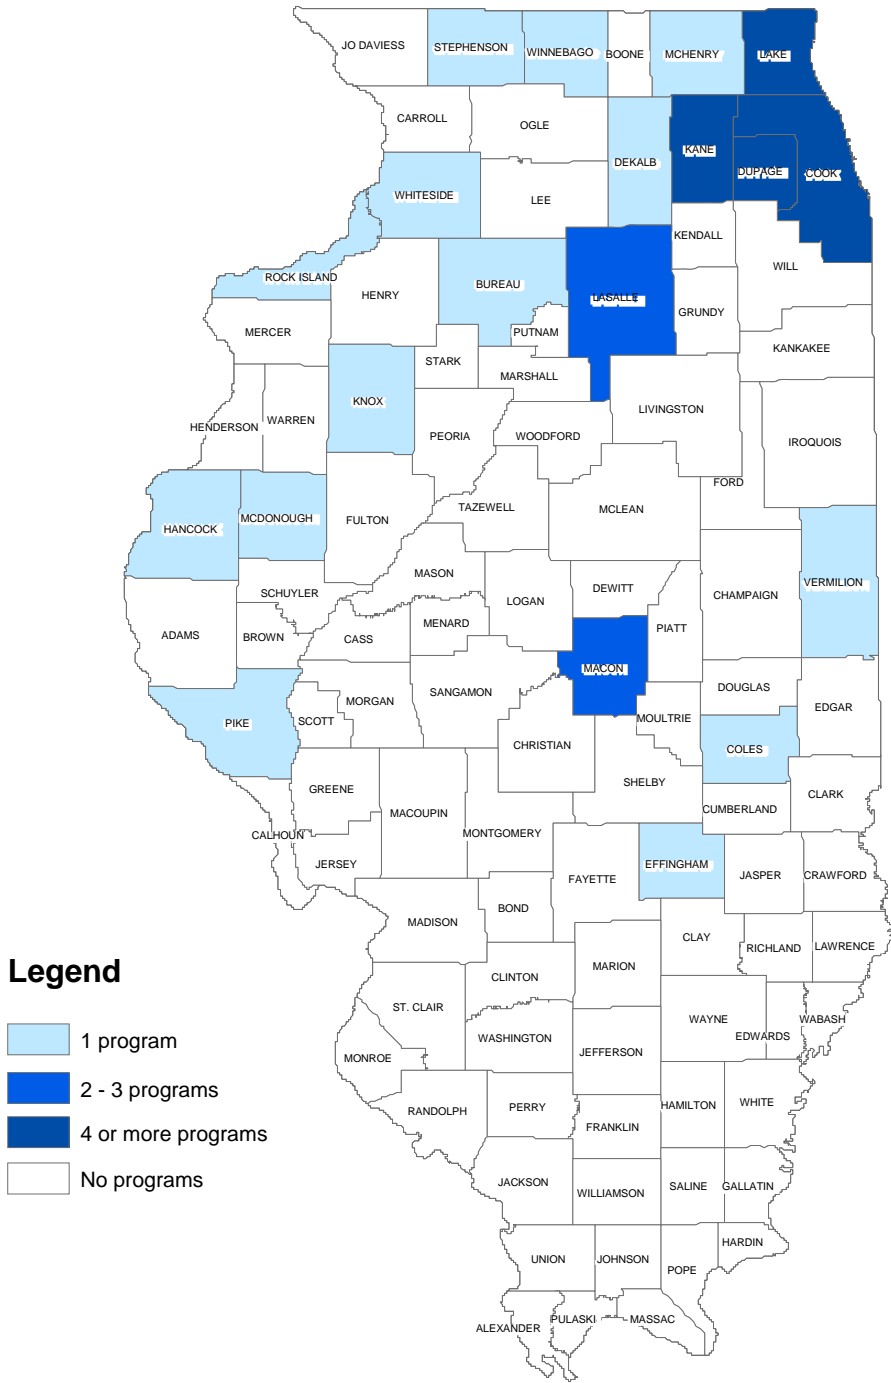 JO DAVIESS
STEPHENSON
WINNEBAGO
BOONE
MCHENRY
LAKE
CARROLL
OGLE
DEKALB
KANE
DUPAGE
COOK
WHITESIDE
LEE
KENDALL
WILL
ROCK ISLAND
HENRY
BUREAU
LASALLE
GRUNDY
MERCER
PUTNAM
KANKAKEE
STARK
MARSHALL
KNOX
LIVINGSTON
HENDERSON
WARREN
PEORIA
WOODFORD
IROQUOIS
FORD
HANCOCK
MCDONOUGH
FULTON
TAZEWELL
MCLEAN
MASON
VERMILION
SCHUYLER
LOGAN
DEWITT
CHAMPAIGN
ADAMS
BROWN
CASS
MENARD
PIATT
MACON
SANGAMON
DOUGLAS
PIKE
SCOTT
MORGAN
MOULTRIE
EDGAR
CHRISTIAN
COLES
GREENE
SHELBY
CLARK
MACOUPIN
CUMBERLAND
CALHOUN
MONTGOMERY
JERSEY
EFFINGHAM
FAYETTE
JASPER
CRAWFORD
MADISON
BOND
CLAY
RICHLAND
LAWRENCE
Legend
CLINTON
MARION
ST. CLAIR
WAYNE
WABASH
1 program
WASHINGTON
EDWARDS
MONROE
JEFFERSON
2 - 3 programs
RANDOLPH
PERRY
HAMILTON
WHITE
4 or more programs
FRANKLIN
No programs
JACKSON
WILLIAMSON
SALINE
GALLATIN
UNION
JOHNSON
HARDIN
POPE
ALEXANDER
PULASKI
MASSAC